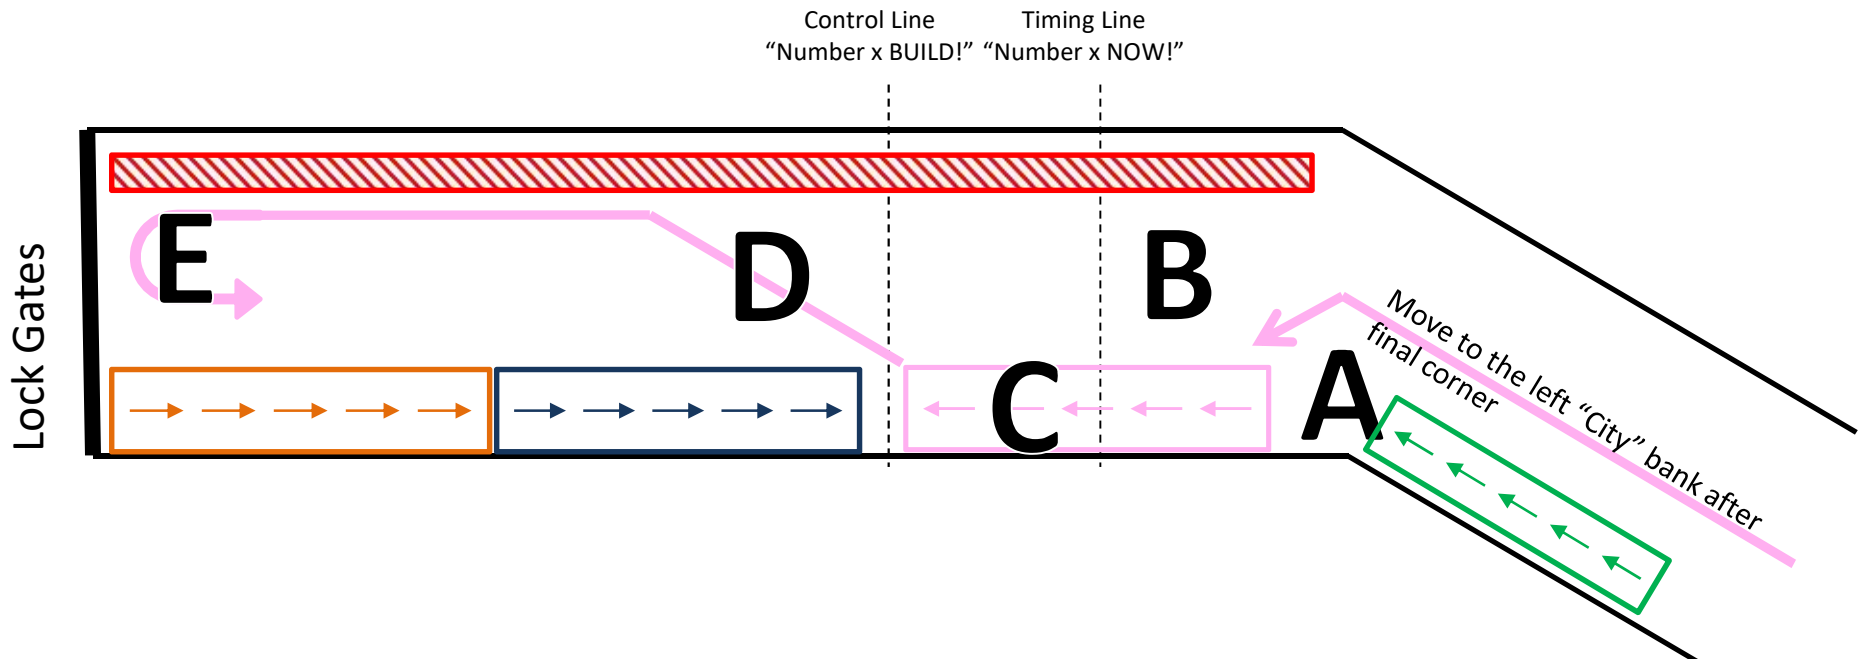 Control Line
“Number x BUILD!”
Timing Line
“Number x NOW!”
Lock Gates
E
D
B
C
A
Move to the left “City” bank after
final corner